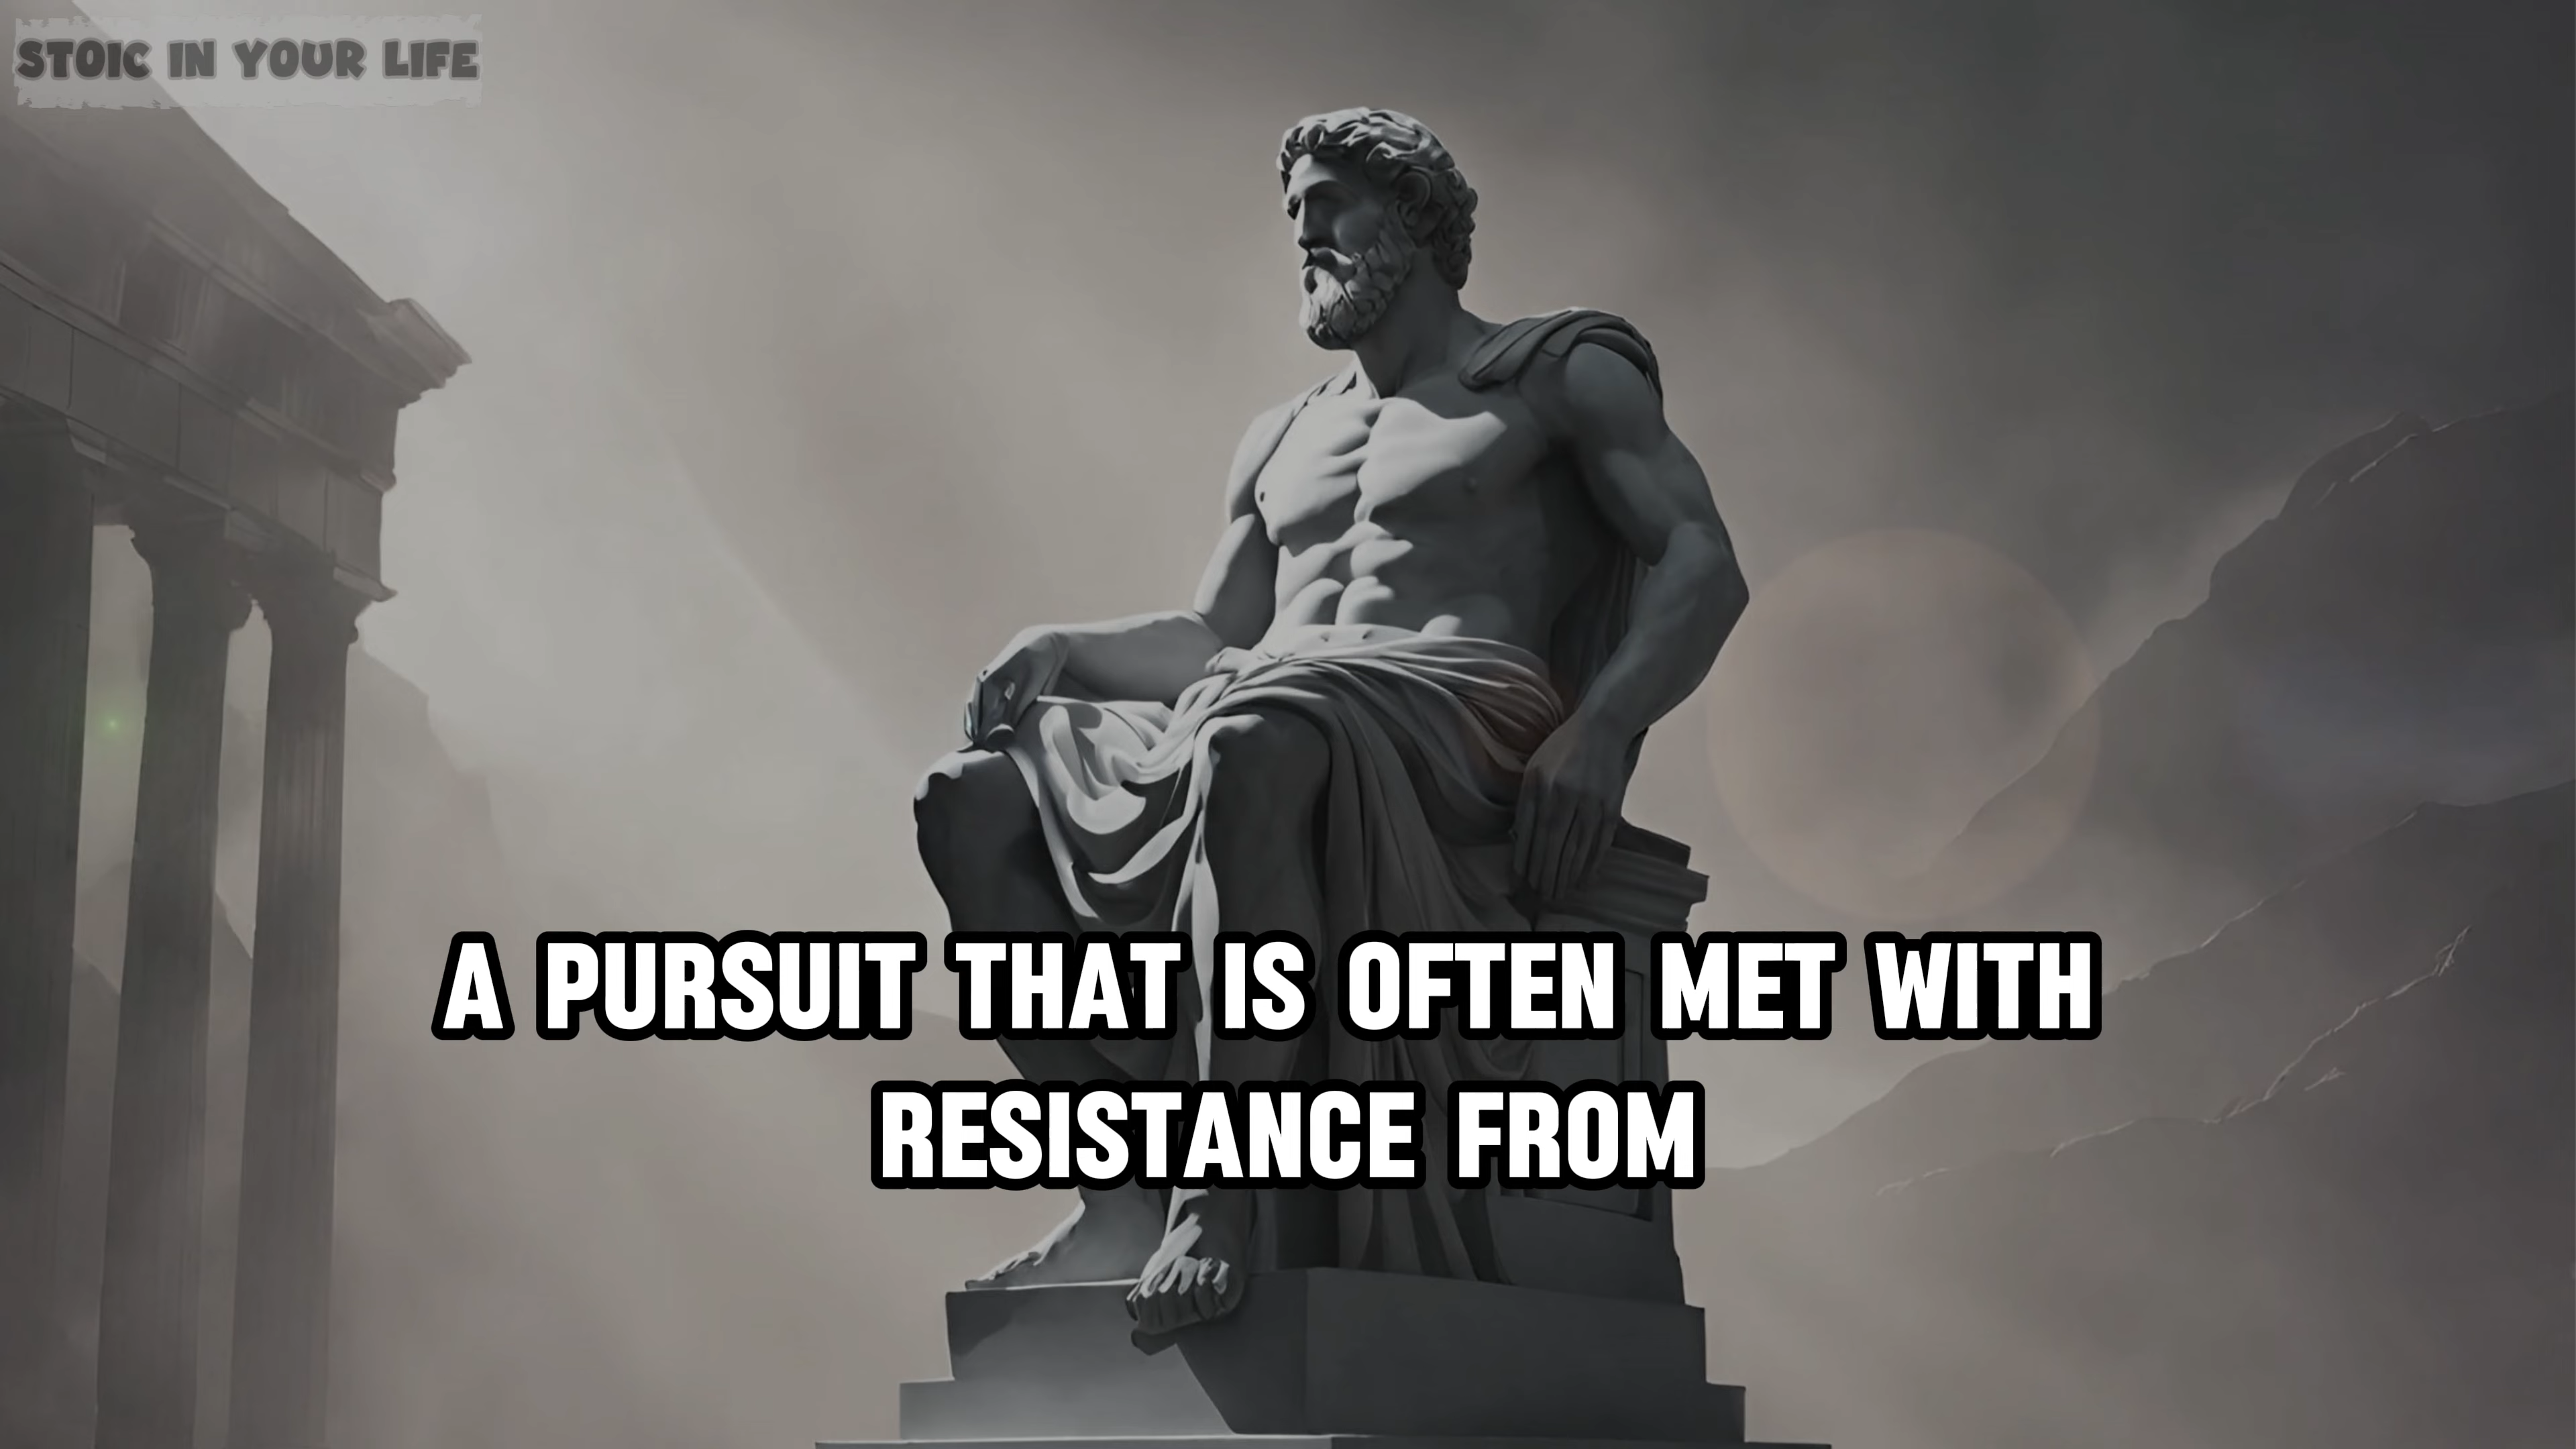 STOIC IN YOUR LIFE
A PURSUIT THAT IS OFTEN MET WITH
RESISTANCE FROM